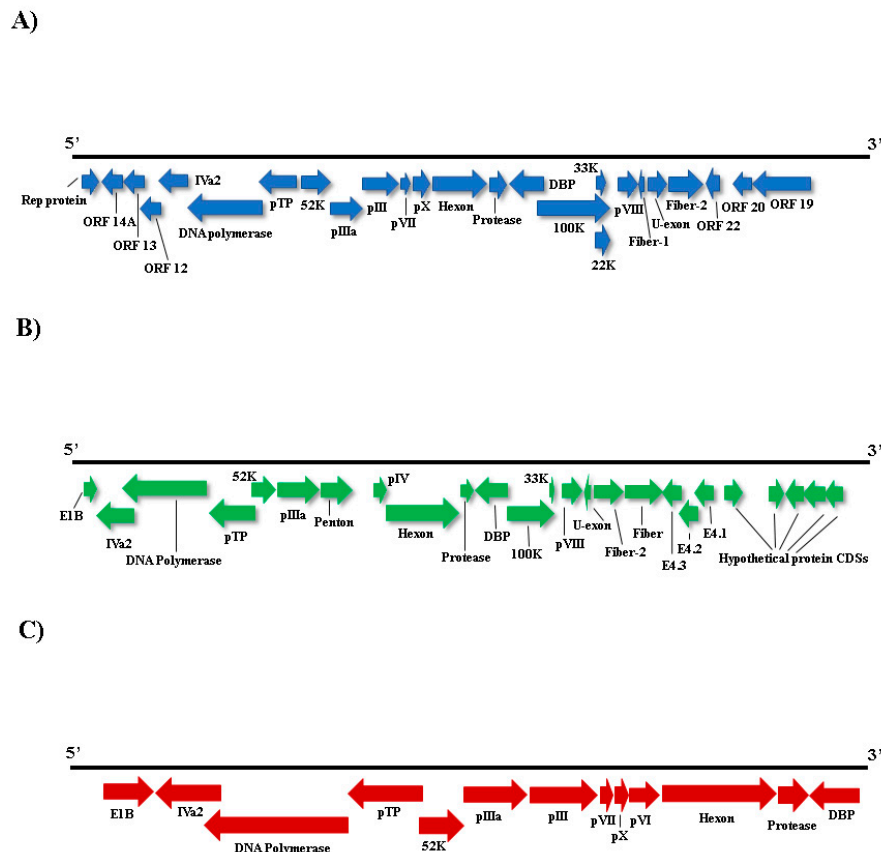 A)
5’ 3’
33K
Rep protein IVa2 pTP 52K pIII pX Hexon DBP pVIII Fiber-2 ORF 20 ORF 19
ORF 14A DNA polymerase pIIIa pVII Protease 100K U-exon ORF 22
ORF 13 22K Fiber-1
ORF 12
B)
5’ 3’
52K pIV 33K
E1B pIIIa Penton pVIII U-exon Fiber E4.2 E4.1
IVa2 DNA Polymerase pTP Hexon Protease DBP 100K Fiber-2 E4.3 Hypothetical protein CDSs
C)
5’ 3’
E1B IVa2 pTP pIIIa pIII pVII pX pVI Hexon Protease DBP
DNA Polymerase 52K